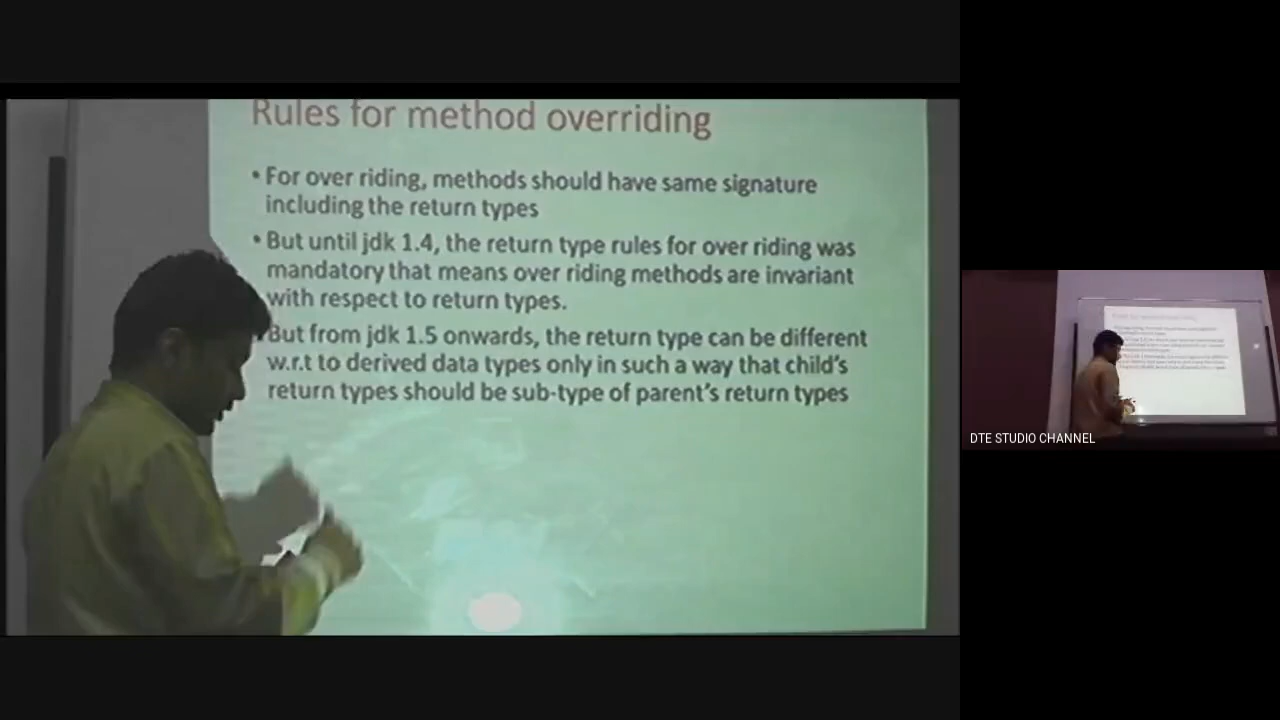 Rules for method overriding
• For over riding, methods should have same signature
including the return types
• But until jdk 1.4, the return type rules for over riding was
mandatory that means over riding methods are invariant
with respect to return types.
But from jdk 1.5 onwards, the return type can be different
w.r.t to derived data types only in such a way that child's
return types should be sub-type of parent's return types
DTE STUDIO CHANNEL